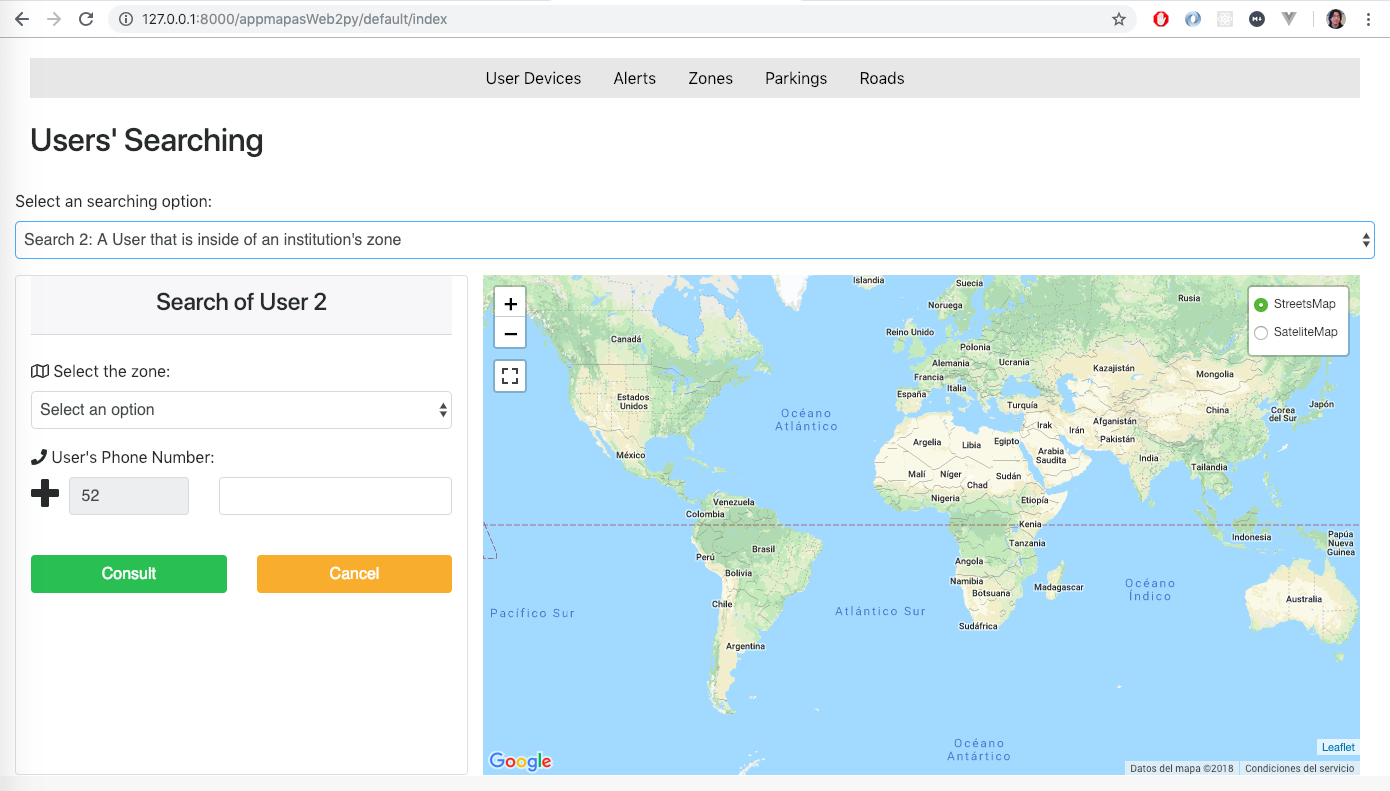 127.0.0.1:8000/appmapasWeb2py/default/index
User Devices Alerts Zones Parkings Roads
Users' Searching
Select an searching option:
Search 2: A User that is inside of an institution's zone
Search of User 2
Select the zone:
Select an option
User's Phone Number:
52
Consult Cancel
+
−
StreetsMap
SateliteMap
Islandia
Suecia
Rusia
Noruega
Reino Unido
Canadá
Polonia
Alemania
Ucrania
Francia
Kazajistán
Mongolia
Italia
España
Estados
Unidos
Turquía
Japón
China
Corea
del Sur
Océano
Atlántico
Afganistán
Irak
Irán
Pakistán
Argelia
Libia
Egipto
Arabia
Saudita
México
India
Tailandia
Malí
Níger
Sudán
Chad
Nigeria
Etiopía
Venezuela
Colombia
Kenia
Indonesia
Papúa
Nueva
Guinea
Tanzania
Brasil
Perú
Angola
Bolivia
Namibia
Botsuana
Madagascar
Océano
Índico
Australia
Chile
Pacífico Sur
Atlántico Sur
Sudáfrica
Argentina
Océano
Antártico
Google
Leaflet
Datos del mapa ©2018 Condiciones del servicio